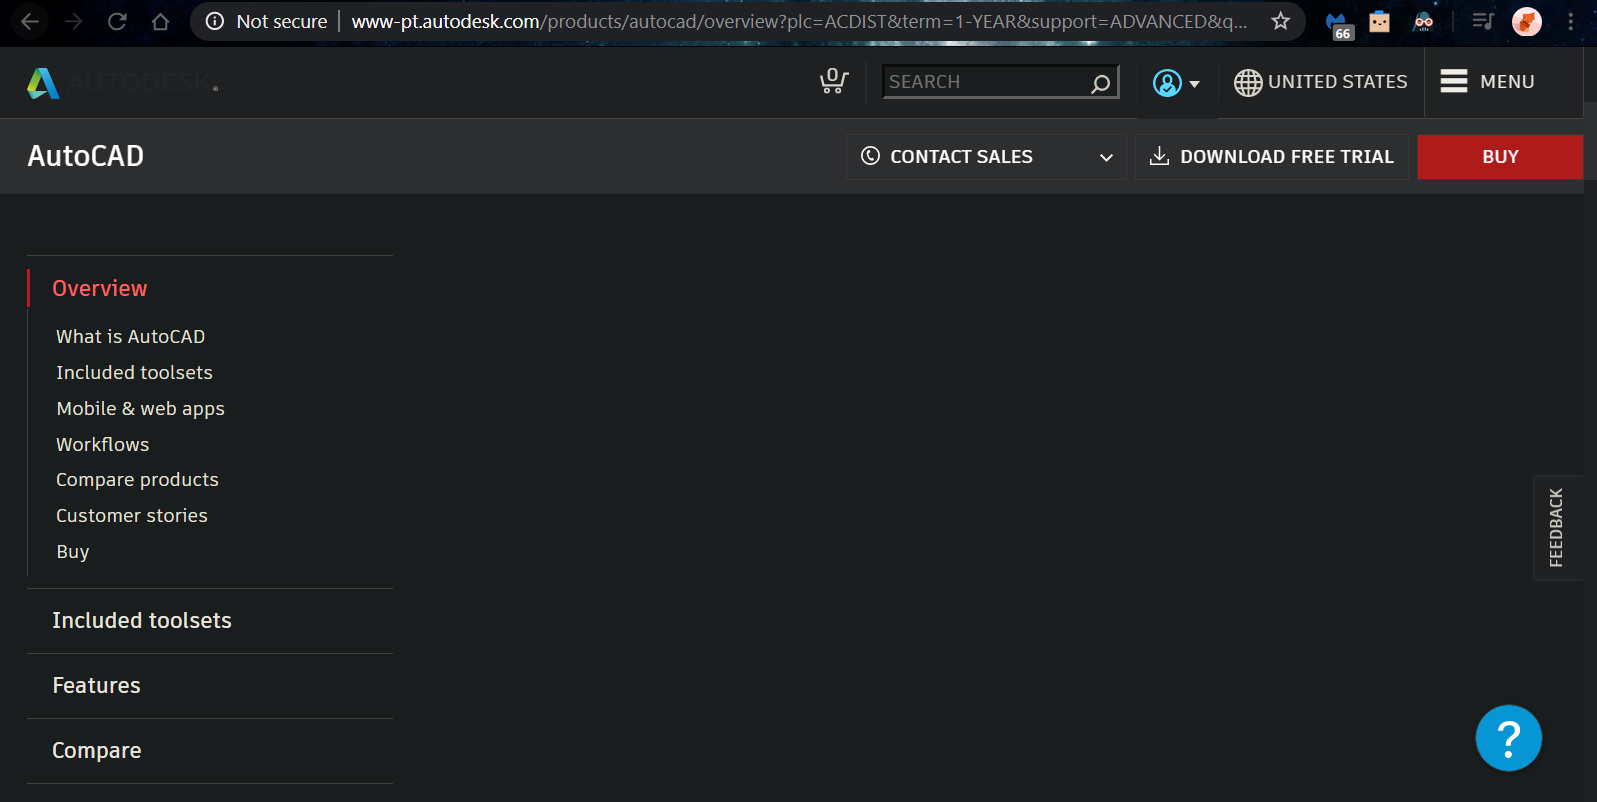 Not secure
www-pt.autodesk.com/products/autocad/overview?plc=ACDIST&term=1-YEAR&support=ADVANCED&q...
66
AUTODESK.
0
SEARCH
UNITED STATES
MENU
AutoCAD
CONTACT SALES
DOWNLOAD FREE TRIAL
BUY
Overview
What is AutoCAD
Included toolsets
Mobile & web apps
Workflows
Compare products
Customer stories
Buy
FEEDBACK
Included toolsets
Features
Compare
?